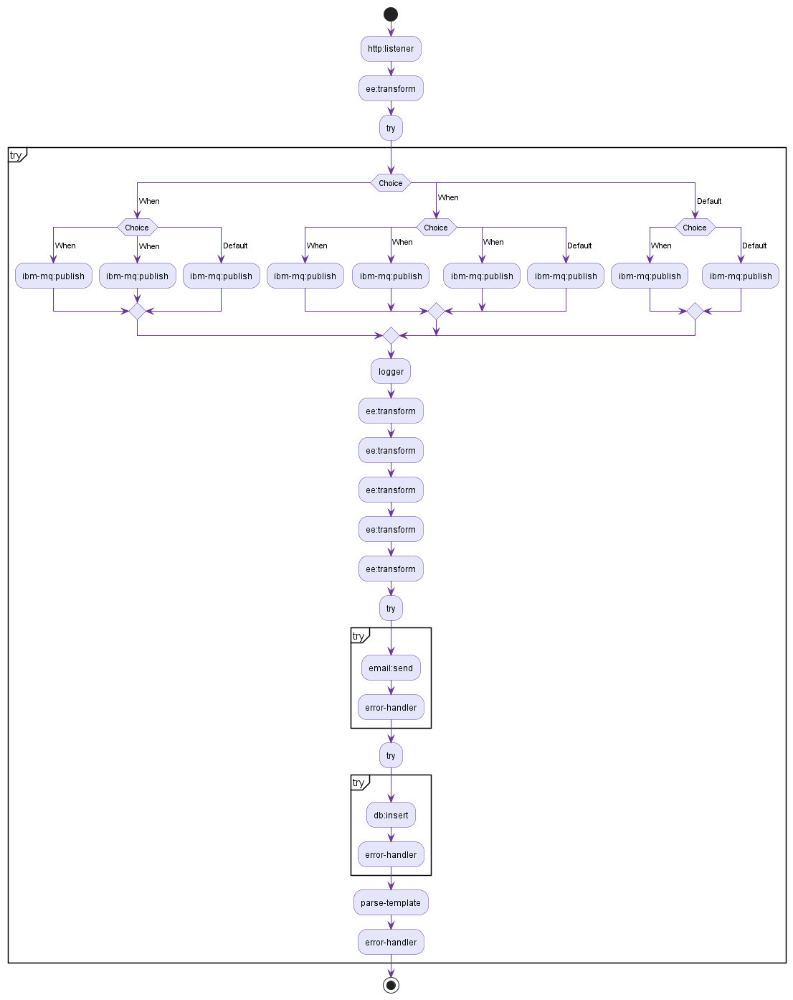 http:listener
ee:transform
try
try
Choice
When
When
Default
Choice
Choice
Choice
When
When
Default
When
When
When
Default
When
Default
ibm-mq:publish
ibm-mq:publish
ibm-mq:publish
ibm-mq:publish
ibm-mq:publish
ibm-mq:publish
ibm-mq:publish
ibm-mq:publish
ibm-mq:publish
logger
ee:transform
ee:transform
ee:transform
ee:transform
ee:transform
try
try
email:send
error-handler
try
try
db:insert
error-handler
parse-template
error-handler